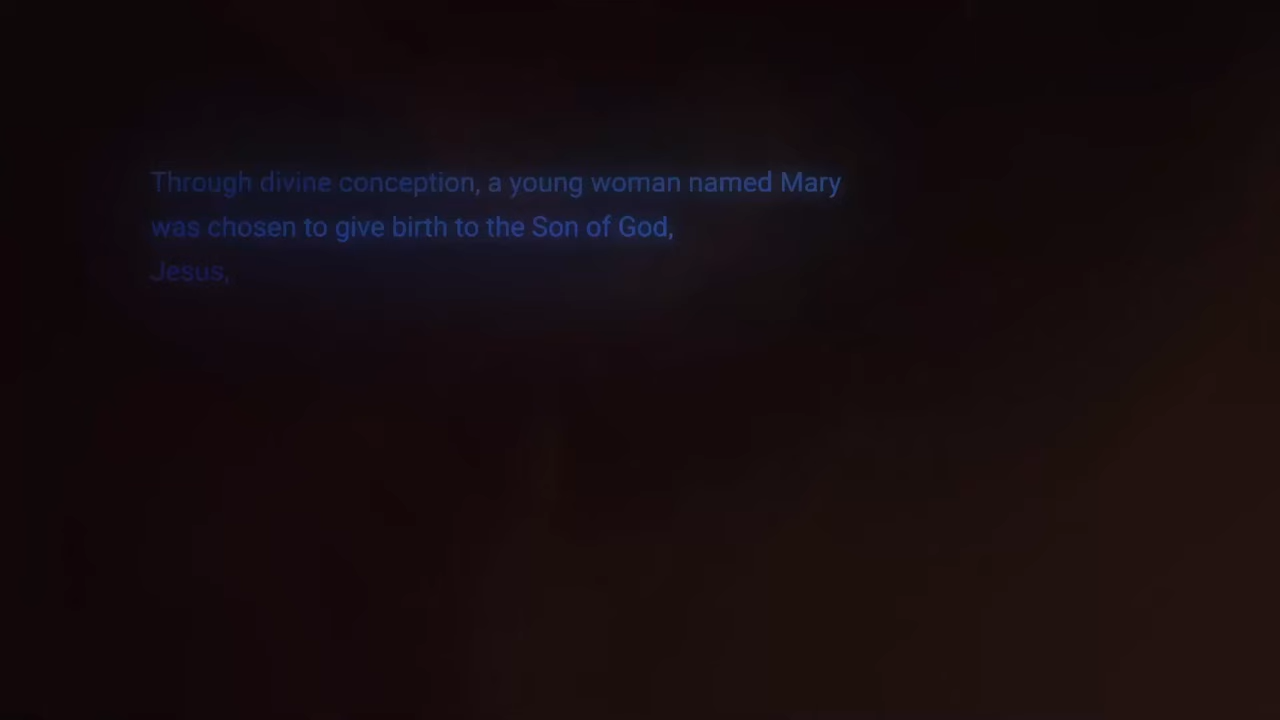 Through divine conception, a young woman named Mary
was chosen to give birth to the Son of God,
Jesus,